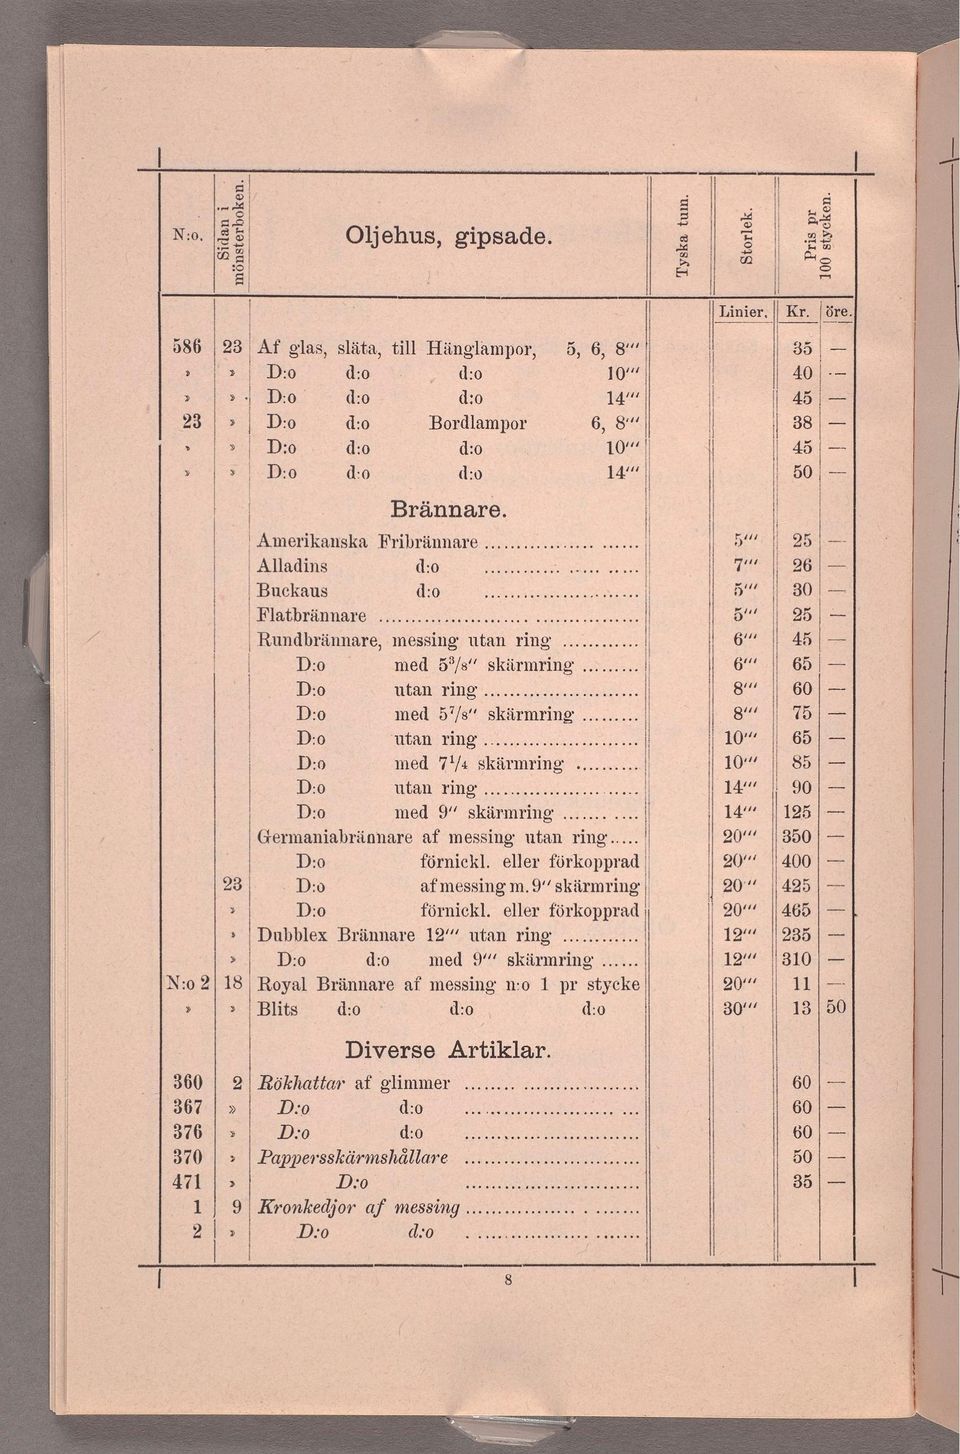 N:o. Sidan i mönsterboken. Oljehus, gipsade. Tyska tum. Storlek. Pris pr 100 stycken.
Linier. Kr. öre.
586 23 Af glas, släta, till Hänglampor, 5, 6, 8''' 35 —
» » D:o d:o d:o 10''' 40 —
» » D:o d:o d:o 14''' 45 —
23 » D:o d:o Bordlampor 6, 8''' 38 —
» » D:o d:o d:o 10''' 45 —
» » D:o d:o d:o 14''' 50 —
Brännare.
Amerikanska Fribrännare ........................ 5''' 25 —
Alladins d:o ........................ 7''' 26 —
Buckaus d:o ........................ 5''' 30 —
Flatbrännare ........................................ 5''' 25 —
Rundbrännare, messing utan ring ............ 6''' 45 —
D:o med 5³/₈'' skärmring ......... 6''' 65 —
D:o utan ring ........................ 8''' 60 —
D:o med 5⁷/₈'' skärmring ......... 8''' 75 —
D:o utan ring ........................ 10''' 65 —
D:o med 7¹/₄ skärmring .......... 10''' 85 —
D:o utan ring ........................ 14''' 90 —
D:o med 9'' skärmring ............ 14''' 125 —
Germaniabrännare af messing utan ring..... 20''' 350 —
D:o förnickl. eller förkopprad 20''' 400 —
23 D:o af messing m. 9'' skärmring 20''' 425 —
» D:o förnickl. eller förkopprad 20''' 465 —
» Dubblex Brännare 12''' utan ring ............ 12''' 235 —
» D:o d:o med 9''' skärmring ...... 12''' 310 —
N:o 2 18 Royal Brännare af messing n:o 1 pr stycke 20''' 11 —
» » Blits d:o d:o d:o 30''' 13 50
Diverse Artiklar.
360 2 Rökhattar af glimmer ........................... 60 —
367 » D:o d:o ........................... 60 —
376 » D:o d:o ........................... 60 —
370 » Pappersskärmshållare ........................... 50 —
471 » D:o ........................... 35 —
1 9 Kronkedjor af messing ...........................
2 » D:o d:o ...........................
8